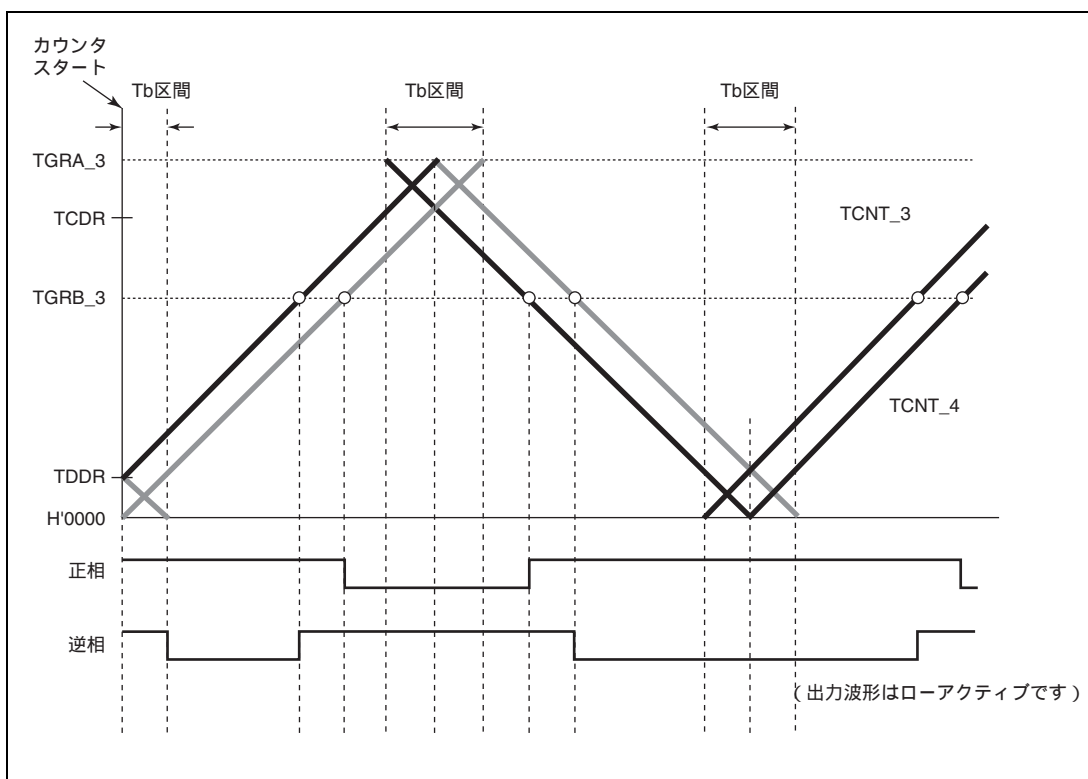 カウンタ
スタート
Tb区間
Tb区間
Tb区間
TGRA_3
TCDR
TCNT_3
TGRB_3
TCNT_4
TDDR
H'0000
正相
逆相
(出力波形はローアクティブです)